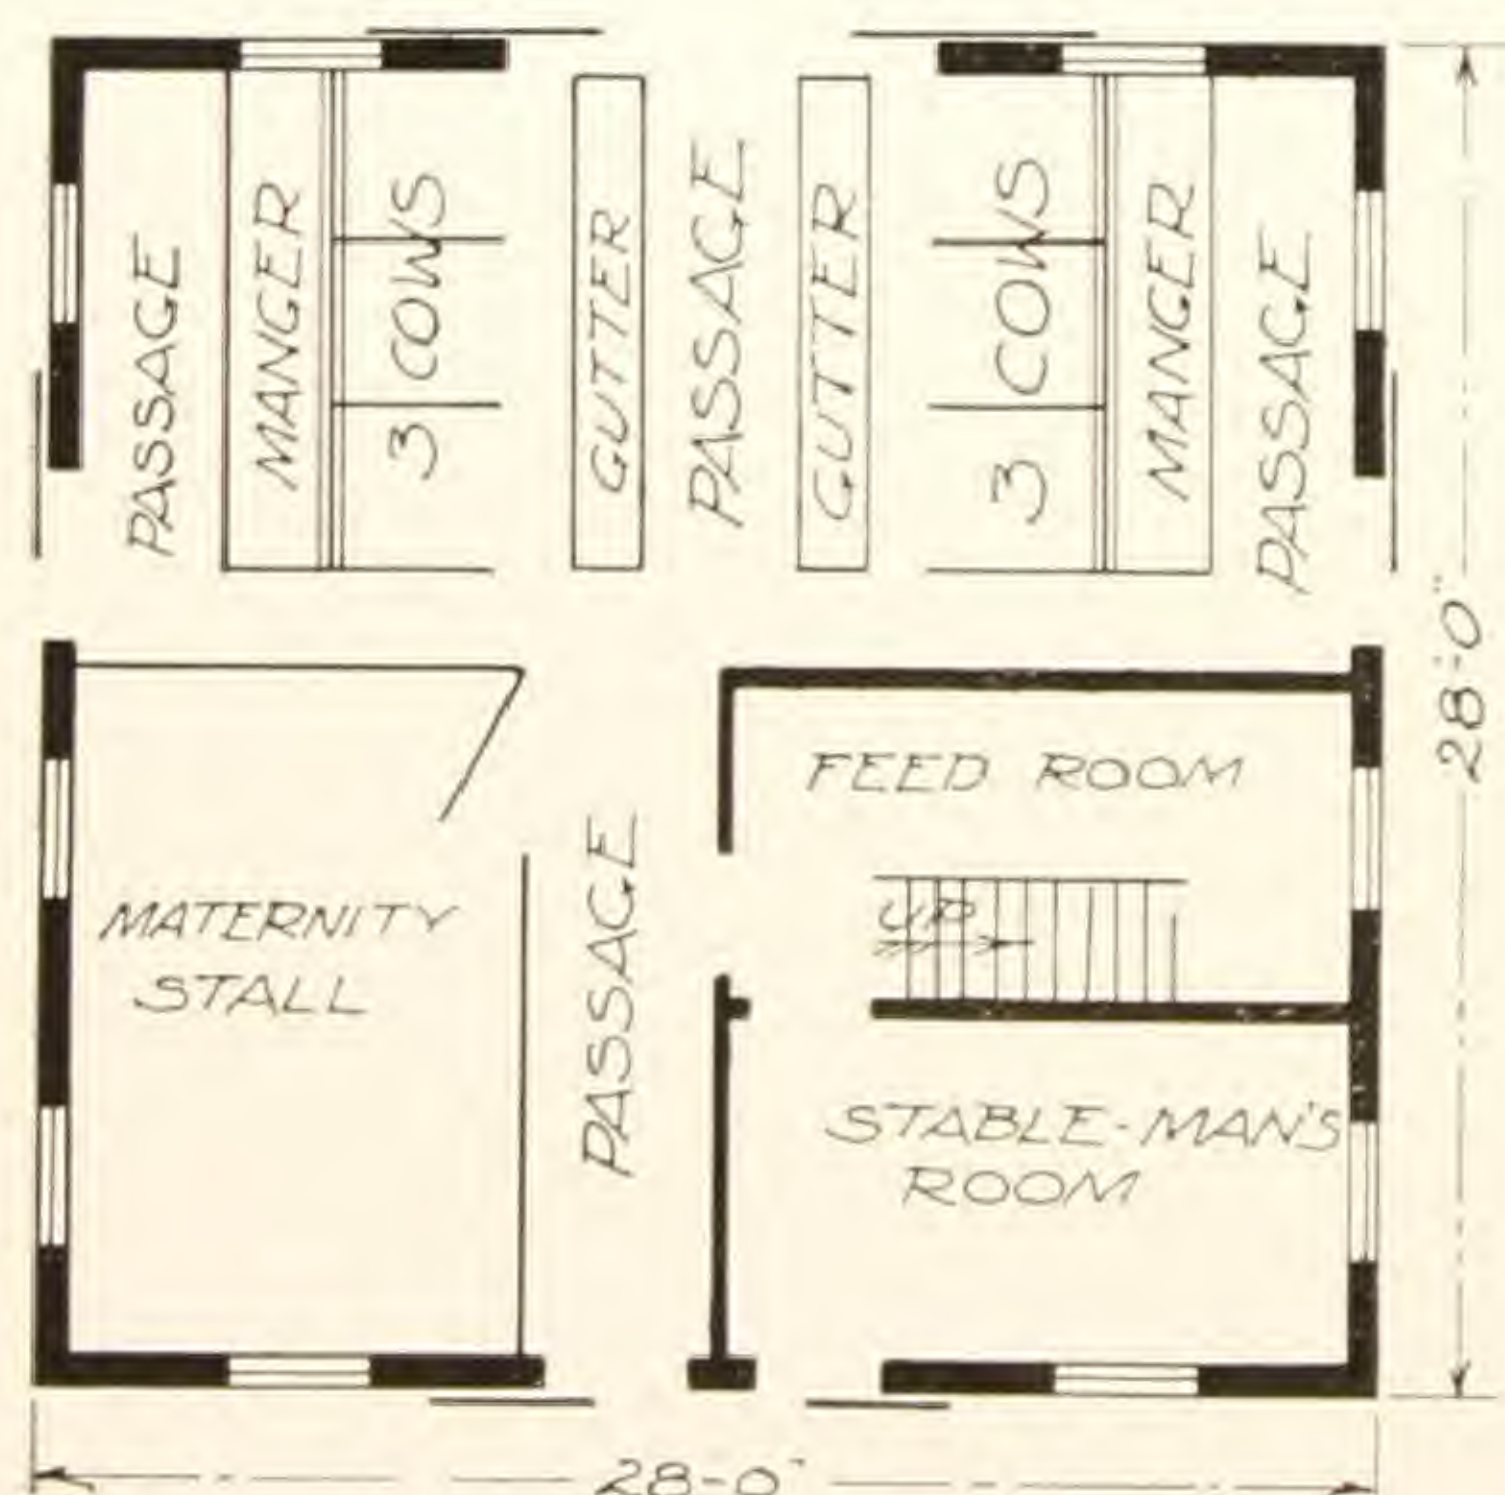 PASSAGE
MANGER
3 COWS
GUTTER
PASSAGE
GUTTER
3 COWS
MANGER
PASSAGE
28'-0"
FEED ROOM
UP
MATERNITY
STALL
PASSAGE
STABLE-MAN'S
ROOM
28-0"